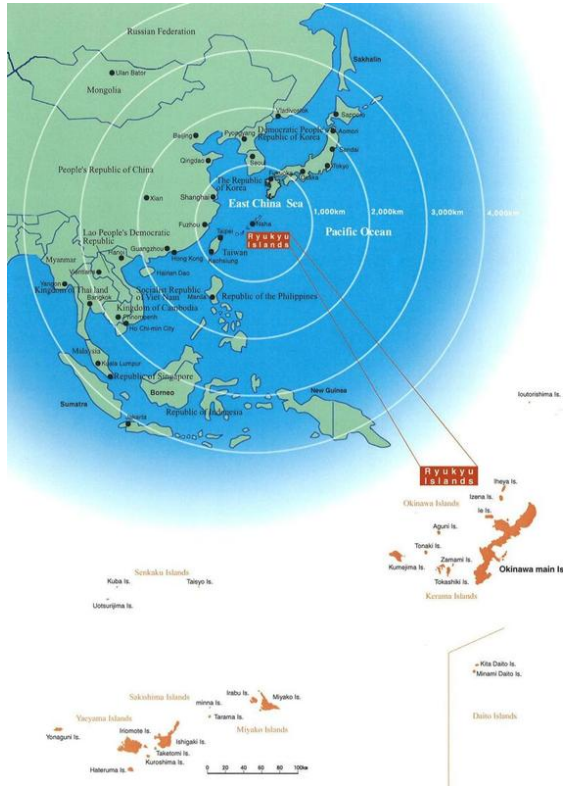 Russian Federation
Sakhalin
Ulan Bator
Mongolia
Vladivostok
Sapporo
Beijing
Pyongyang
Democratic People's
Republic of Korea
Aomori
Sendai
Qingdao
Seoul
Tokyo
People's Republic of China
The Republic
of Korea
Xian
Shanghai
East China Sea
1,000km
2,000km
3,000km
4,000km
Fuzhou
Taipei
Naha
Pacific Ocean
Ryukyu
Islands
Lao People's Democratic
Republic
Guangzhou
Hanoi
Hong Kong
Kaohsiung
Taiwan
Myanmar
Vientiane
Hainan Dao
Yangon
Kingdom of Thailand
Socialist Republic
of Viet Nam
Manila
Republic of the Philippines
Bangkok
Kingdom of Cambodia
Phnompenh
Ho Chi-min City
Malaysia
Kuala Lumpur
Republic of Singapore
Borneo
New Guinea
Sumatra
Republic of Indonesia
Jakarta
Ioutorishima Is.
Ryukyu
Islands
Iheya Is.
Izena Is.
Okinawa Islands
Ie Is.
Aguni Is.
Tonaki Is.
Zamami Is.
Kumejima Is.
Okinawa main Is
Tokashiki Is.
Kerama Islands
Senkaku Islands
Kuba Is.
Taisyo Is.
Uotsurijima Is.
Kita Daito Is.
Minami Daito Is.
Daito Islands
Sakishima Islands
Irabu Is.
Miyako Is.
minna Is.
Tarama Is.
Miyako Islands
Yaeyama Islands
Yonaguni Is.
Iriomote Is.
Ishigaki Is.
Taketomi Is.
Kuroshima Is.
Hateruma Is.
0 20 40 60 80 100km